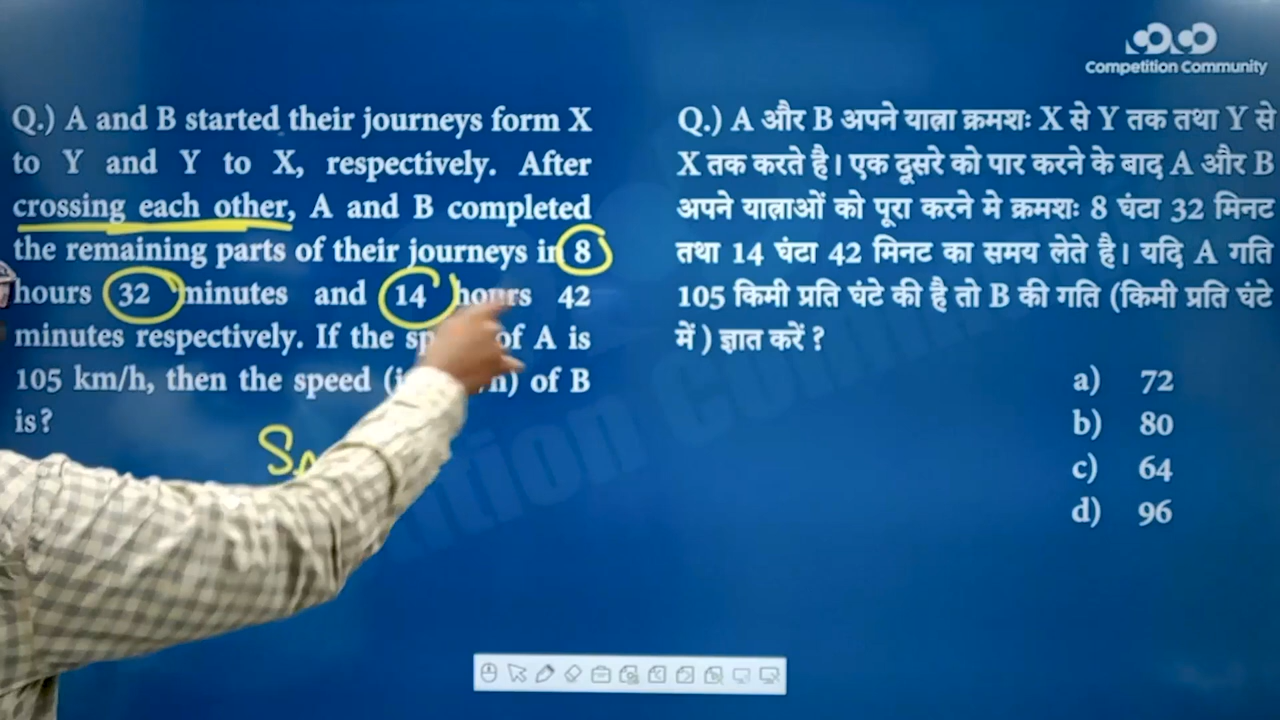 Competition Community
Q.) A and B started their journeys form X
to Y and Y to X, respectively. After
crossing each other, A and B completed
the remaining parts of their journeys in 8
hours 32 minutes and 14 hours 42
minutes respectively. If the of A is
105 km/h, then the speed of B
is?
Q.) A और B अपने यात्रा क्रमशः X से Y तक तथा Y से
X तक करते है। एक दूसरे को पार करने के बाद A और B
अपने यात्राओं को पूरा करने मे क्रमशः 8 घंटा 32 मिनट
तथा 14 घंटा 42 मिनट का समय लेते है। यदि A गति
105 किमी प्रति घंटे की है तो B की गति (किमी प्रति घंटे
में ) ज्ञात करें ?
a) 72
b) 80
c) 64
d) 96